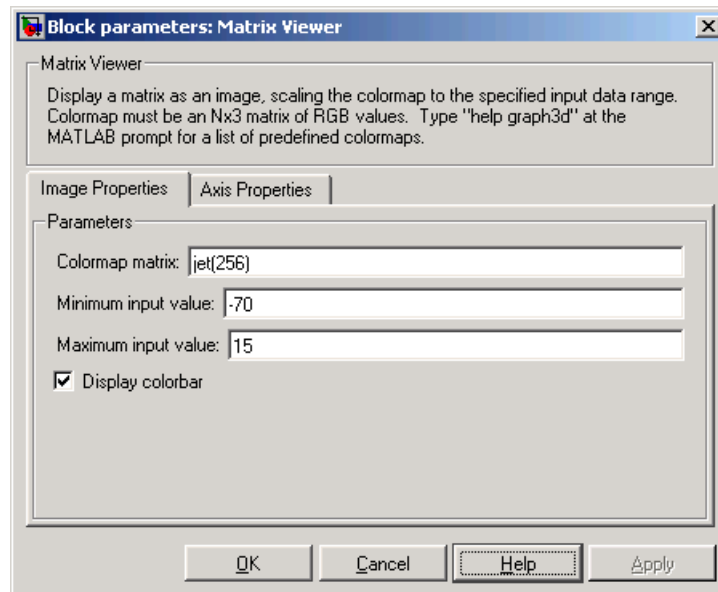 Block parameters: Matrix Viewer
Matrix Viewer
Display a matrix as an image, scaling the colormap to the specified input data range.
Colormap must be an Nx3 matrix of RGB values.  Type "help graph3d" at the
MATLAB prompt for a list of predefined colormaps.
Image Properties Axis Properties
Parameters
Colormap matrix: jet(256)
Minimum input value: -70
Maximum input value: 15
Display colorbar
OK Cancel Help Apply